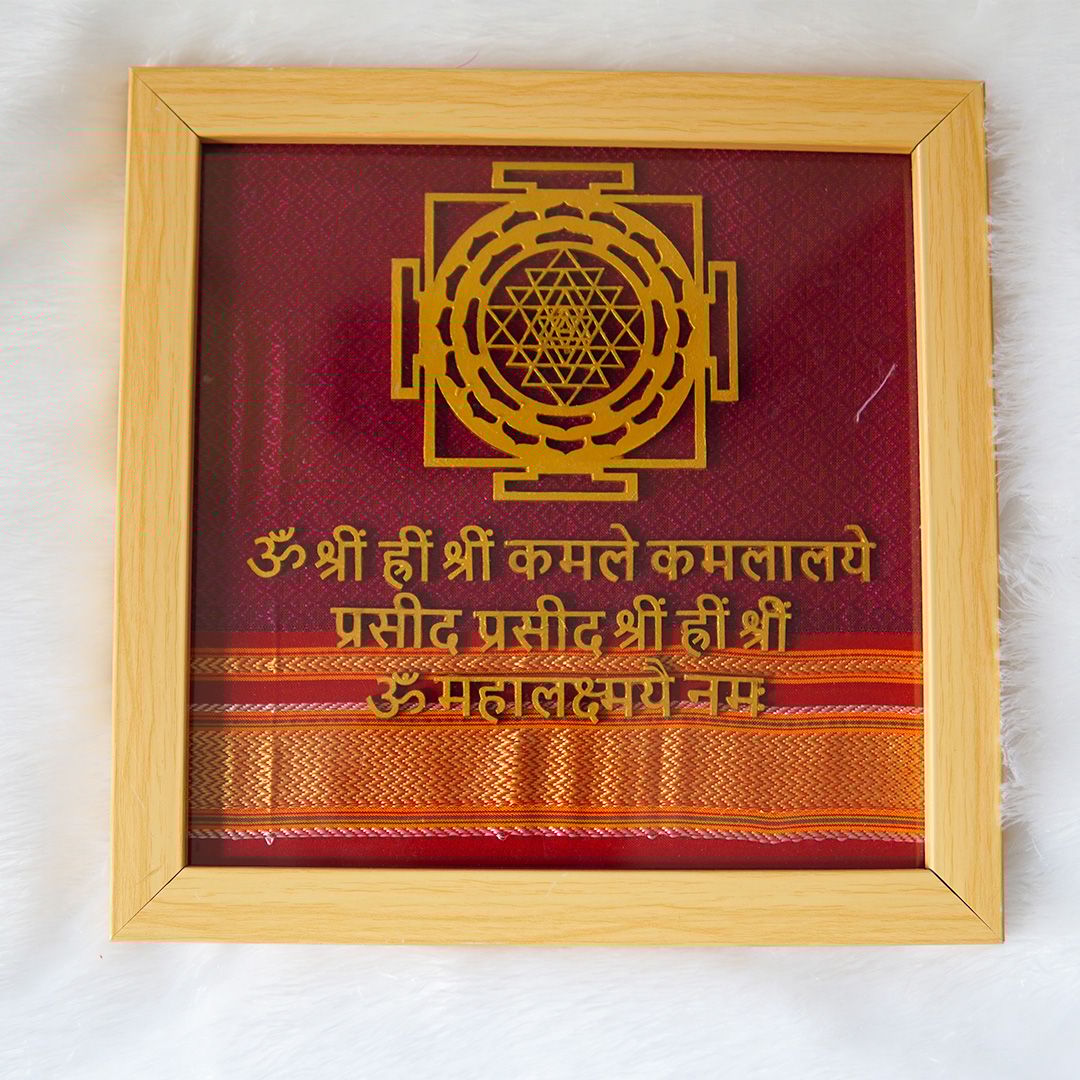 ॐ श्रीं ह्रीं श्रीं कमले कमलालये
प्रसीद प्रसीद श्रीं ह्रीं श्रीं
ॐ महालक्ष्मये नमः